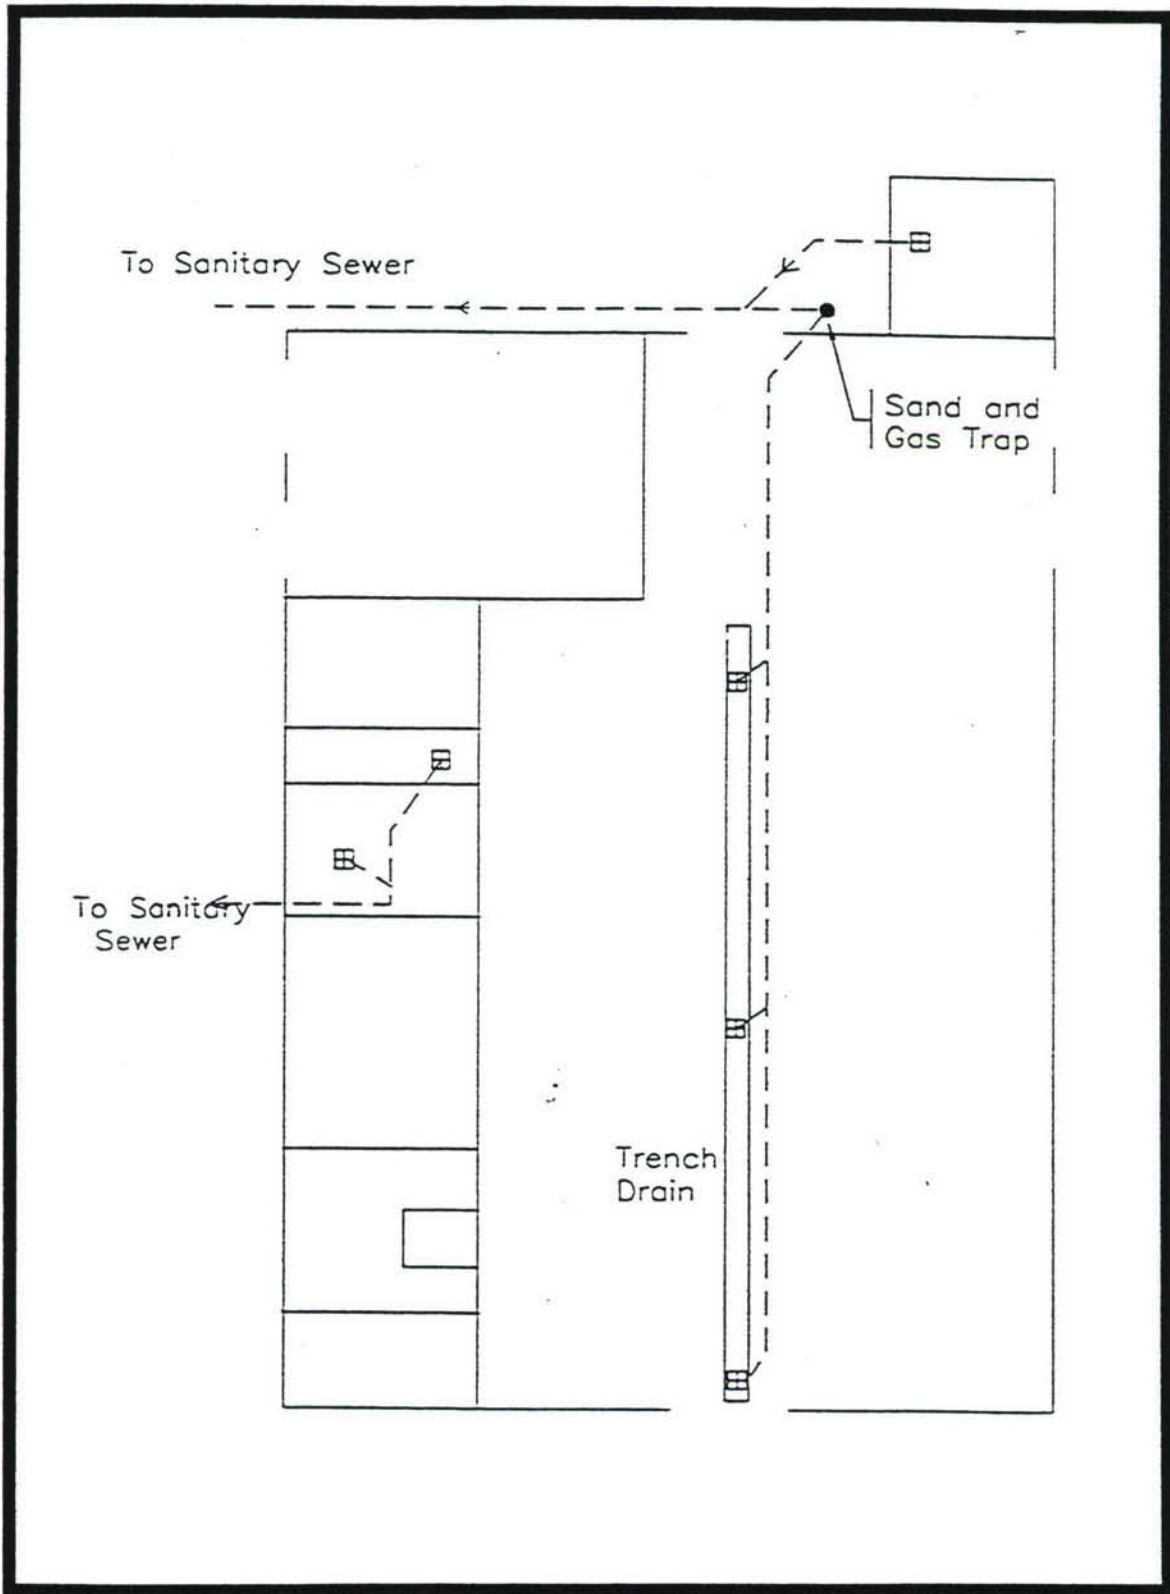 To Sanitary Sewer
Sand and
Gas Trap
To Sanitary
Sewer
Trench
Drain